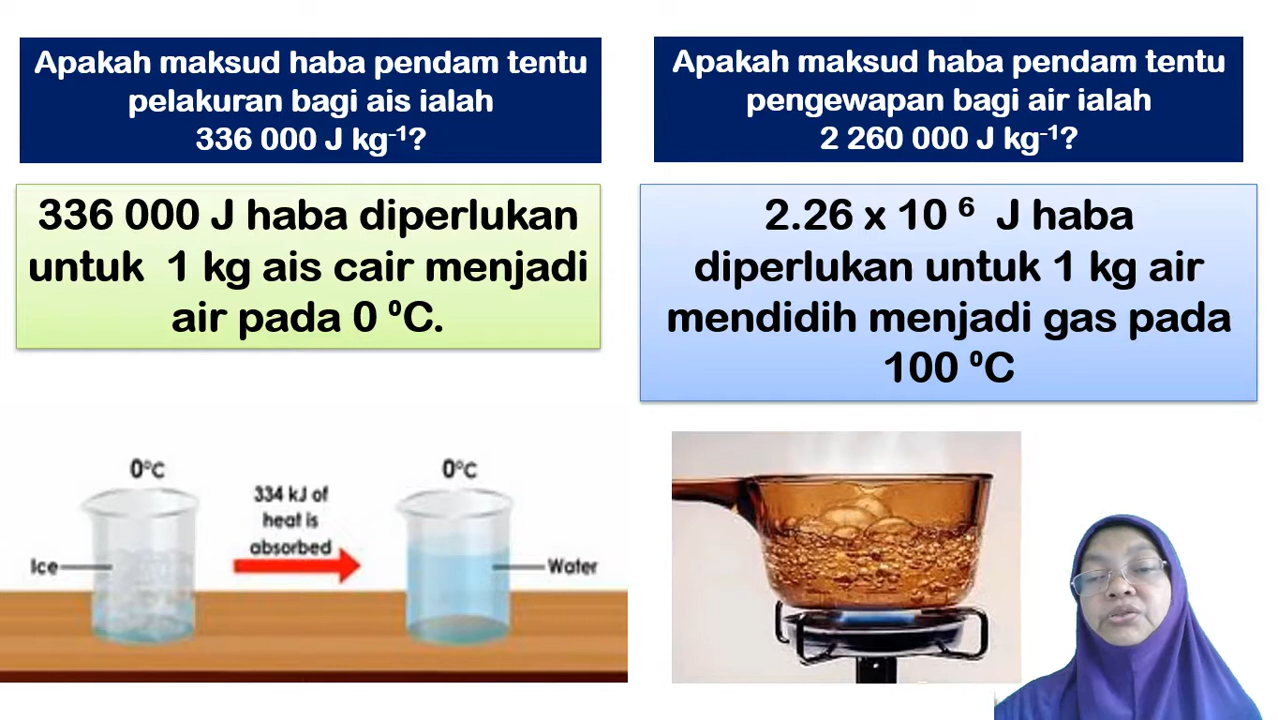 Apakah maksud haba pendam tentu
pelakuran bagi ais ialah
336 000 J kg⁻¹?
336 000 J haba diperlukan
untuk 1 kg ais cair menjadi
air pada 0 ⁰C.
0°C
0°C
334 kJ of
heat is
absorbed
Ice
Water
Apakah maksud haba pendam tentu
pengewapan bagi air ialah
2 260 000 J kg⁻¹?
2.26 x 10 ⁶ J haba
diperlukan untuk 1 kg air
mendidih menjadi gas pada
100 ⁰C